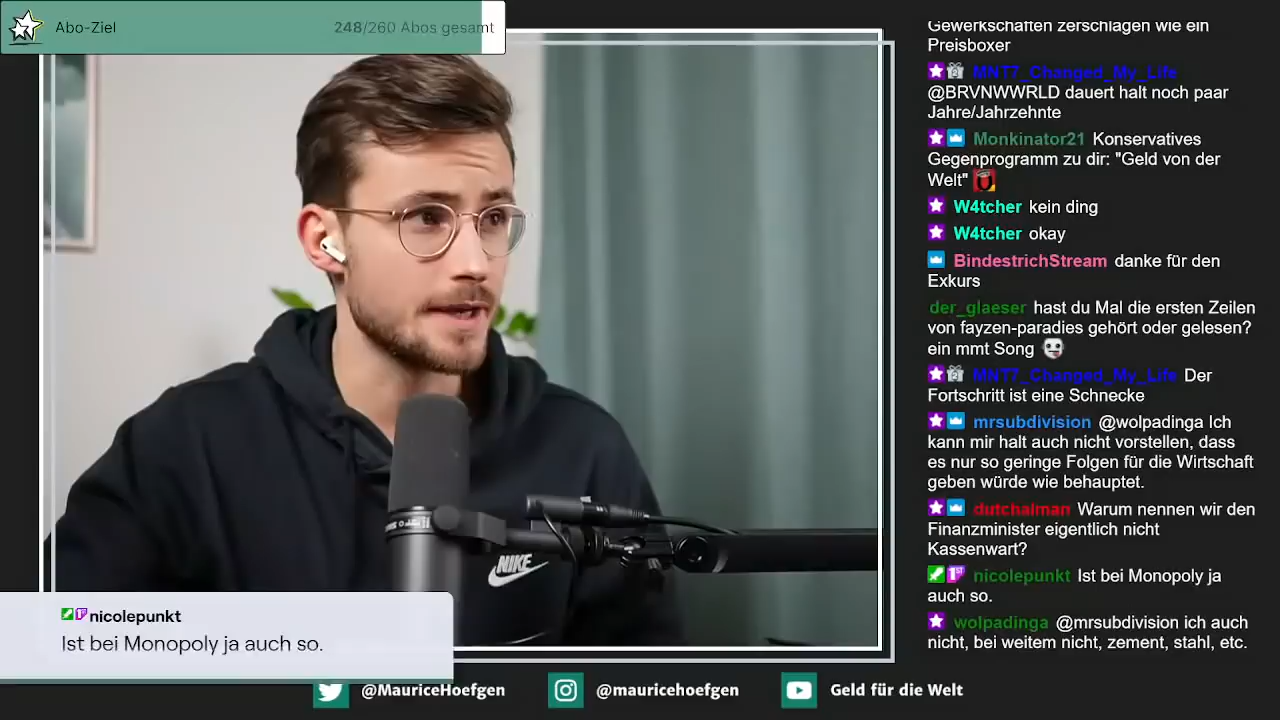 Abo-Ziel
248/260 Abos gesamt
NIKE
nicolepunkt
Ist bei Monopoly ja auch so.
@MauriceHoefgen
@mauricehoefgen
Geld für die Welt
Gewerkschaften zerschlagen wie ein
Preisboxer
MNT7_Changed_My_Life
@BRVNWWRLD dauert halt noch paar
Jahre/Jahrzehnte
Monkinator21 Konservatives
Gegenprogramm zu dir: "Geld von der
Welt"
W4tcher kein ding
W4tcher okay
BindestrichStream danke für den
Exkurs
der_glaeser hast du Mal die ersten Zeilen
von fayzen-paradies gehört oder gelesen?
ein mmt Song
MNT7_Changed_My_Life Der
Fortschritt ist eine Schnecke
mrsubdivision @wolpadinga Ich
kann mir halt auch nicht vorstellen, dass
es nur so geringe Folgen für die Wirtschaft
geben würde wie behauptet.
dutchalman Warum nennen wir den
Finanzminister eigentlich nicht
Kassenwart?
nicolepunkt Ist bei Monopoly ja
auch so.
wolpadinga @mrsubdivision ich auch
nicht, bei weitem nicht, zement, stahl, etc.